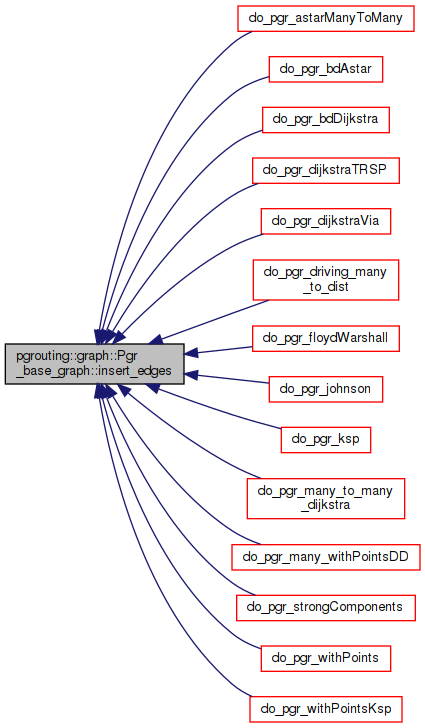 do_pgr_astarManyToMany
do_pgr_bdAstar
do_pgr_bdDijkstra
do_pgr_dijkstraTRSP
do_pgr_dijkstraVia
do_pgr_driving_many
_to_dist
do_pgr_floydWarshall
pgrouting::graph::Pgr
_base_graph::insert_edges
do_pgr_johnson
do_pgr_ksp
do_pgr_many_to_many
_dijkstra
do_pgr_many_withPointsDD
do_pgr_strongComponents
do_pgr_withPoints
do_pgr_withPointsKsp